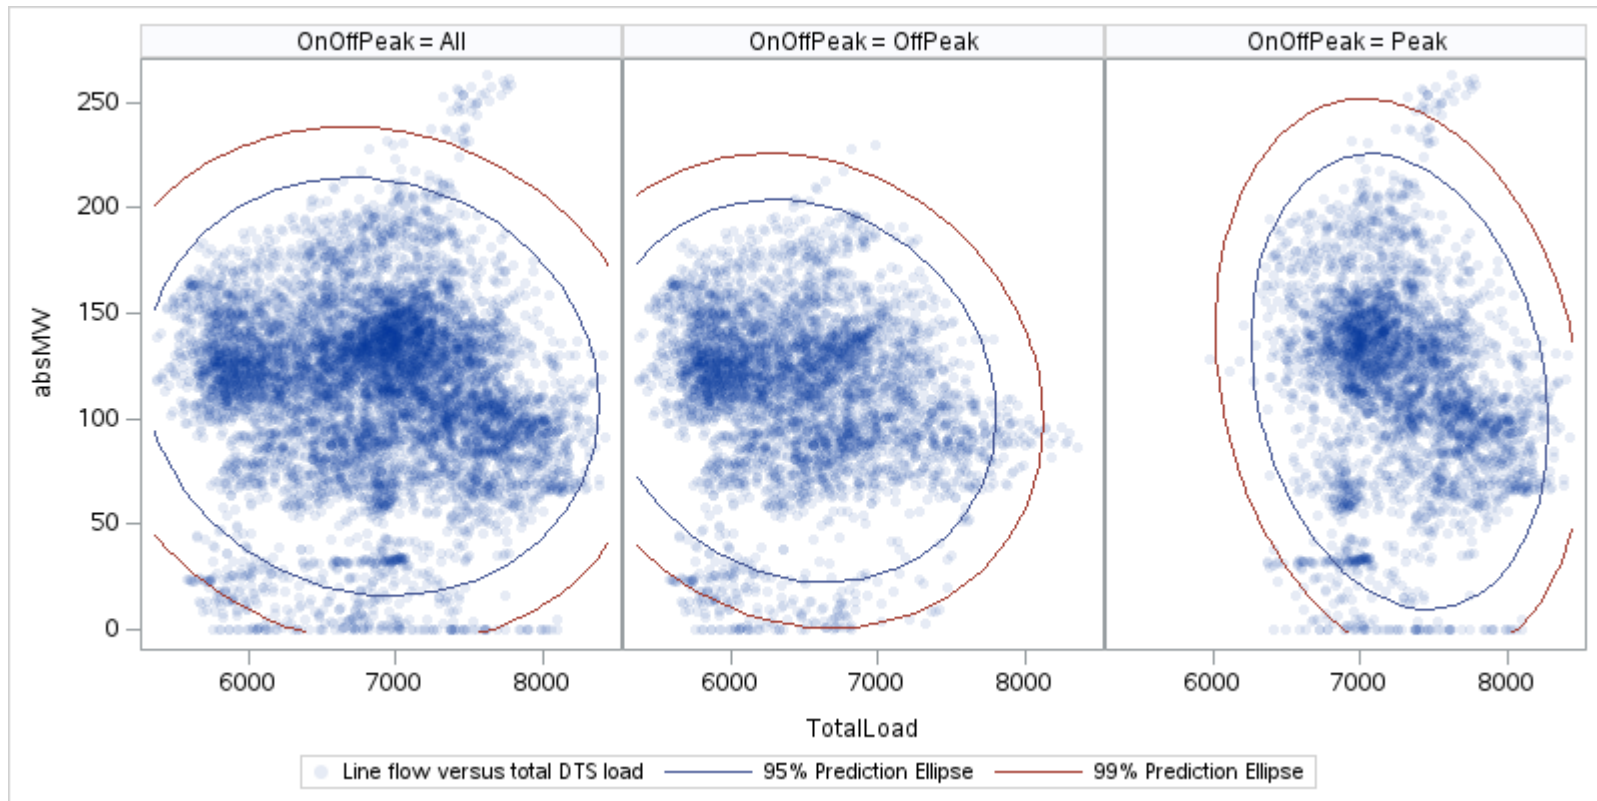 OnOffPeak = All OnOffPeak = OffPeak OnOffPeak = Peak
250
200
150
100
50
0
absMW
6000 7000 8000 6000 7000 8000 6000 7000 8000
TotalLoad
Line flow versus total DTS load 95% Prediction Ellipse 99% Prediction Ellipse